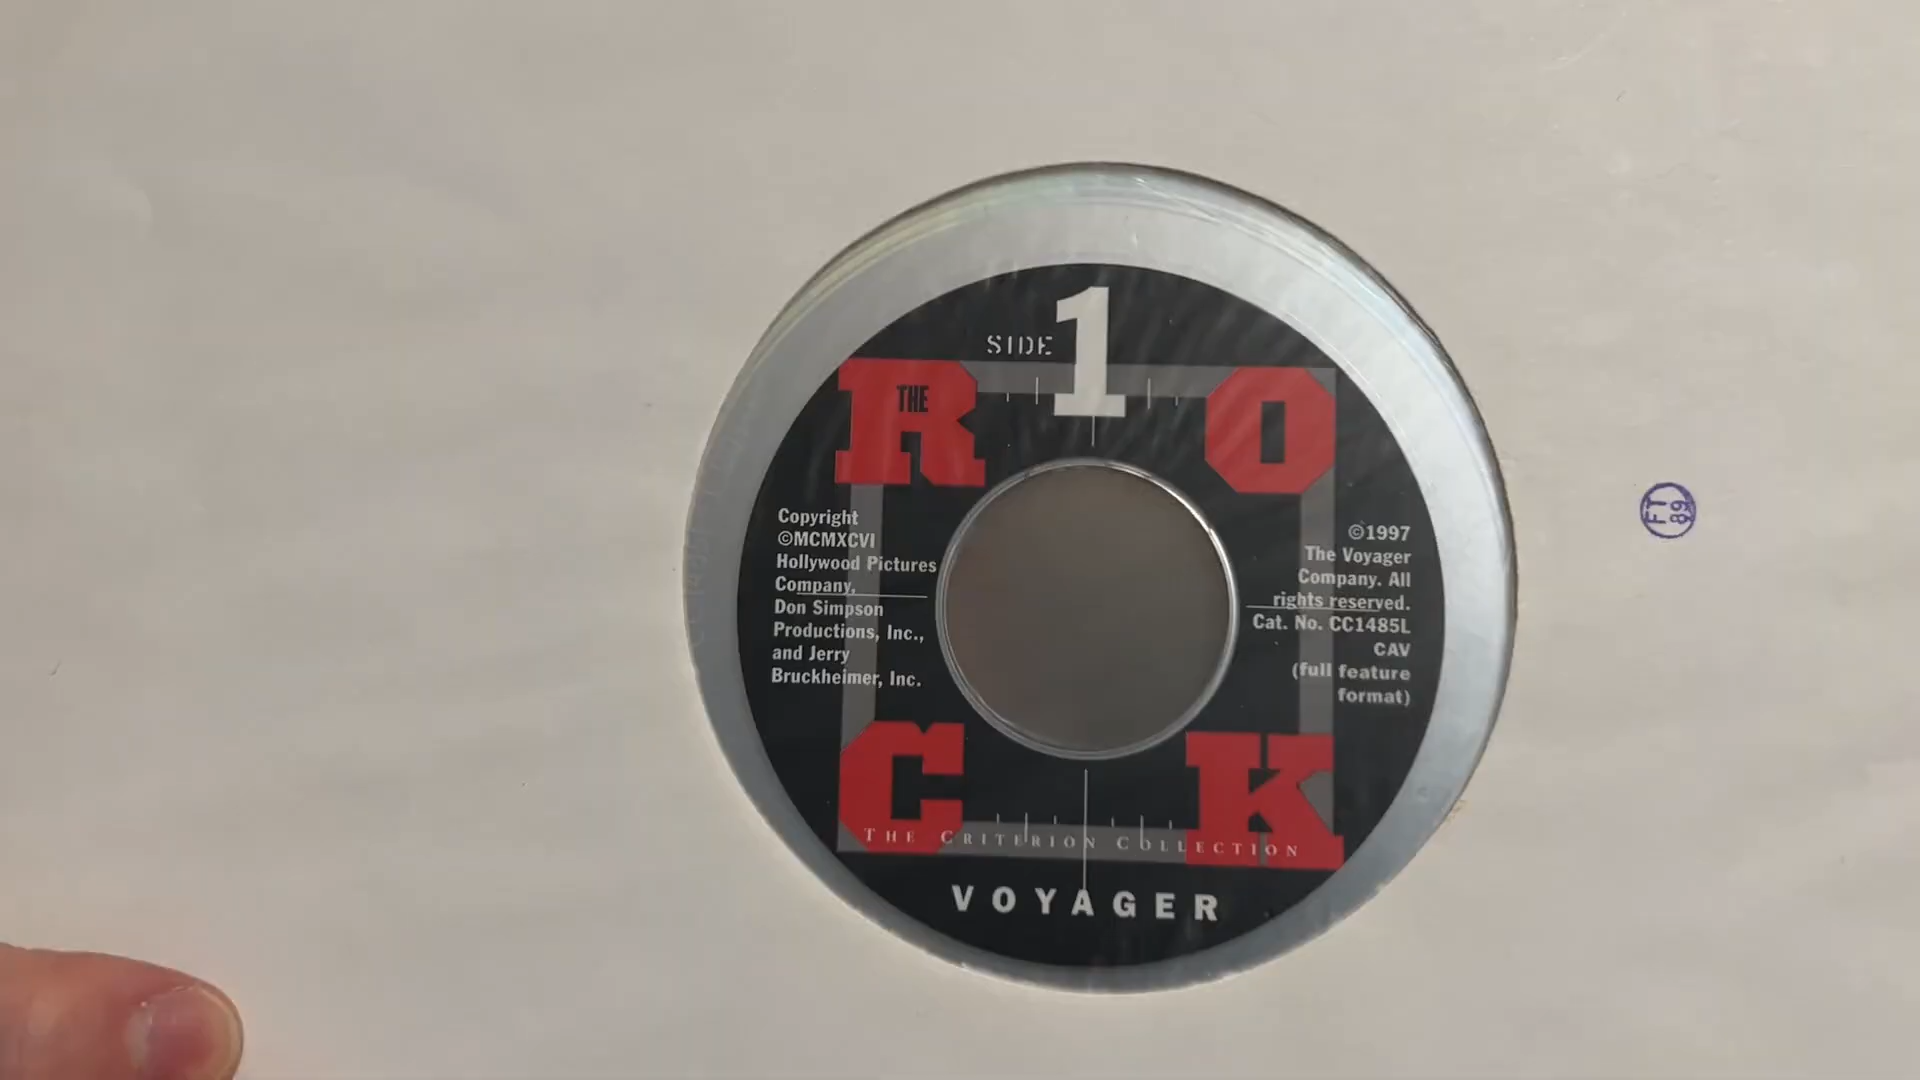 SIDE 1
THE
R O
Copyright
©MCMXCVI
Hollywood Pictures
Company,
Don Simpson
Productions, Inc.,
and Jerry
Bruckheimer, Inc.
©1997
The Voyager
Company. All
rights reserved.
Cat. No. CC1485L
CAV
(full feature
format)
C K
THE CRITERION COLLECTION
VOYAGER
FT
89